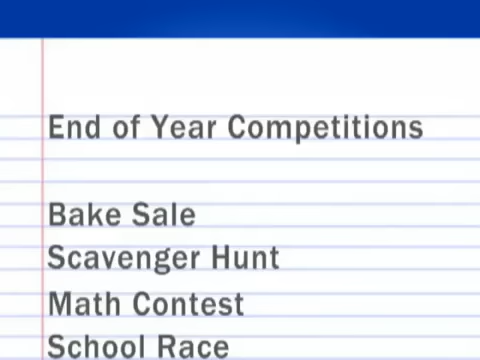 End of Year Competitions
Bake Sale
Scavenger Hunt
Math Contest
School Race